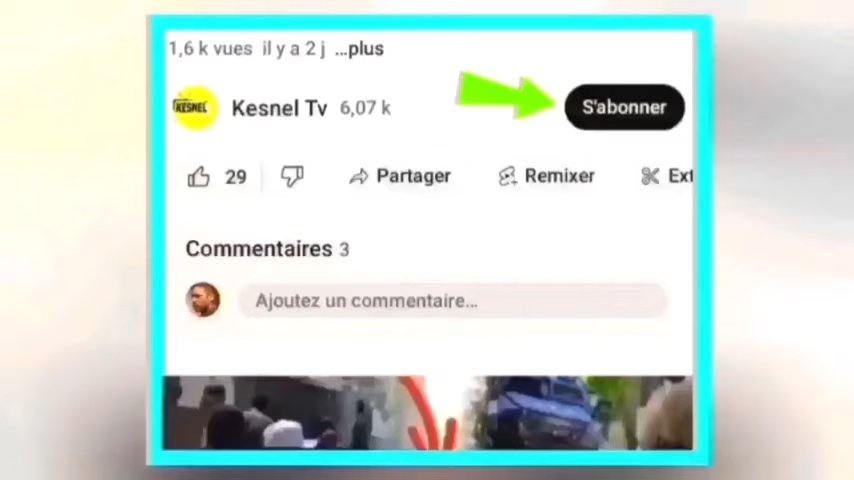 1,6 k vues il y a 2 j ...plus
KESNEL Kesnel Tv 6,07 k S'abonner
29 Partager Remixer Ext
Commentaires 3
Ajoutez un commentaire...